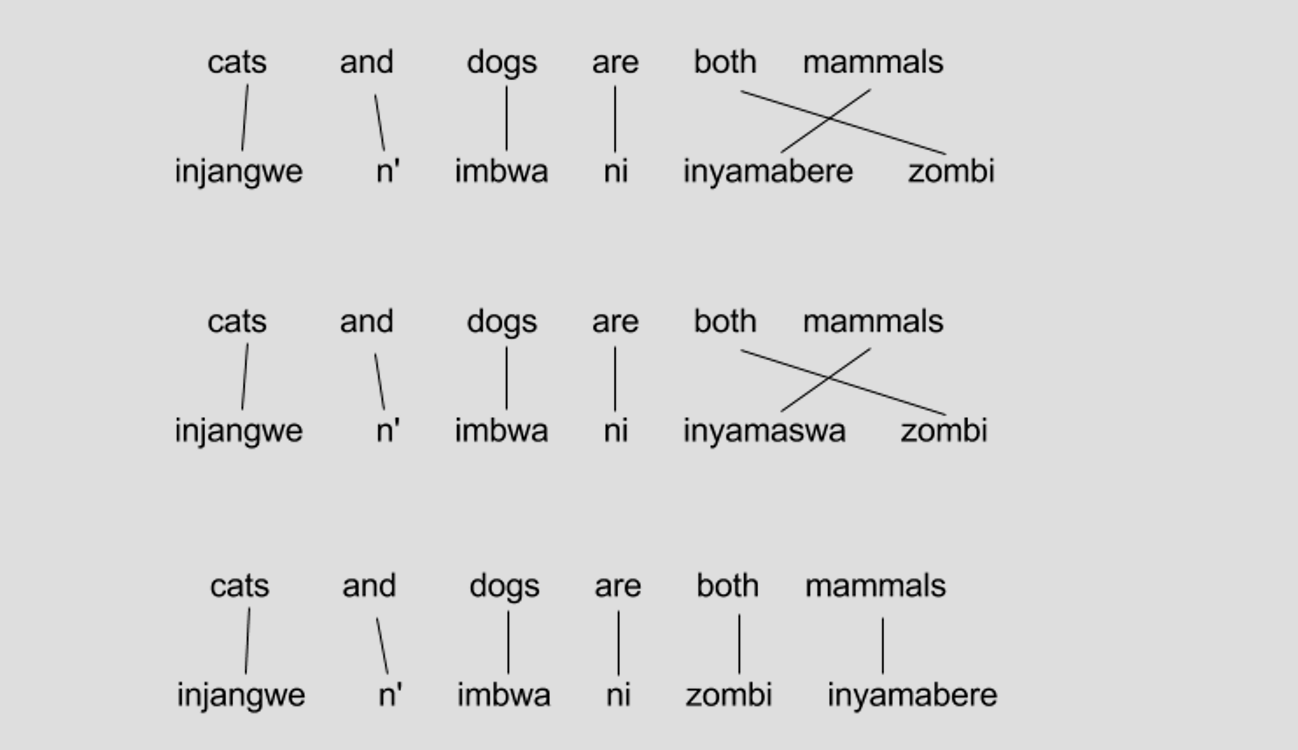 cats and dogs are both mammals
injangwe n' imbwa ni inyamabere zombi
cats and dogs are both mammals
injangwe n' imbwa ni inyamaswa zombi
cats and dogs are both mammals
injangwe n' imbwa ni zombi inyamabere